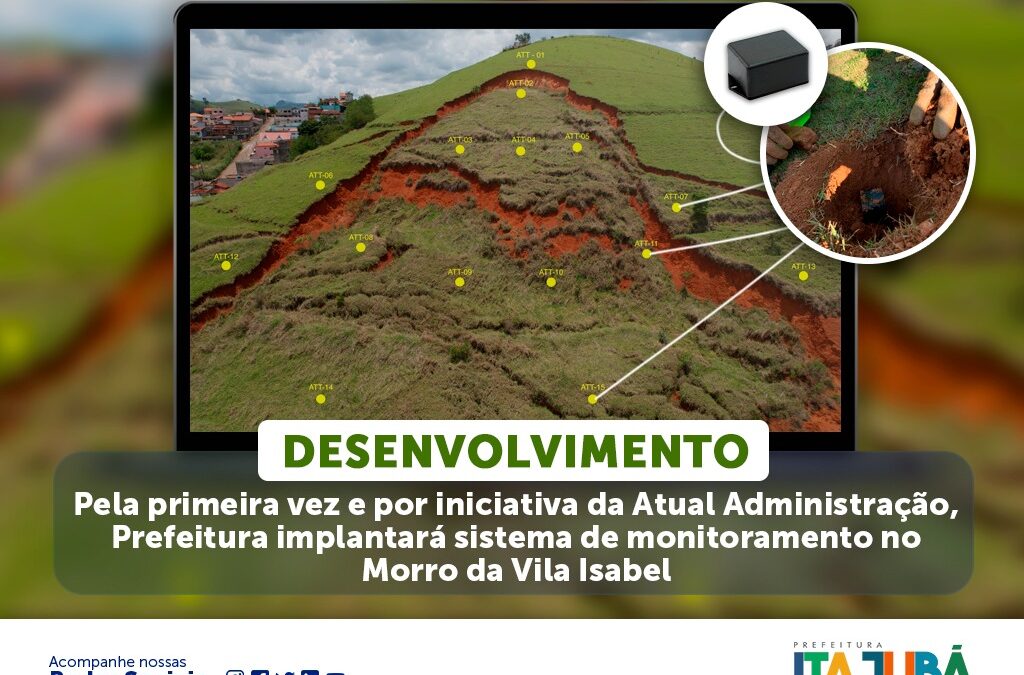 ATT - 01
ATT-02
ATT-03
ATT-04
ATT-05
ATT-06
ATT-07
ATT-08
ATT-11
ATT-12
ATT-09
ATT-10
ATT-13
ATT-14
ATT-15
DESENVOLVIMENTO
Pela primeira vez e por iniciativa da Atual Administração,
Prefeitura implantará sistema de monitoramento no
Morro da Vila Isabel
Acompanhe nossas
PREFEITURA
ITAJUBÁ